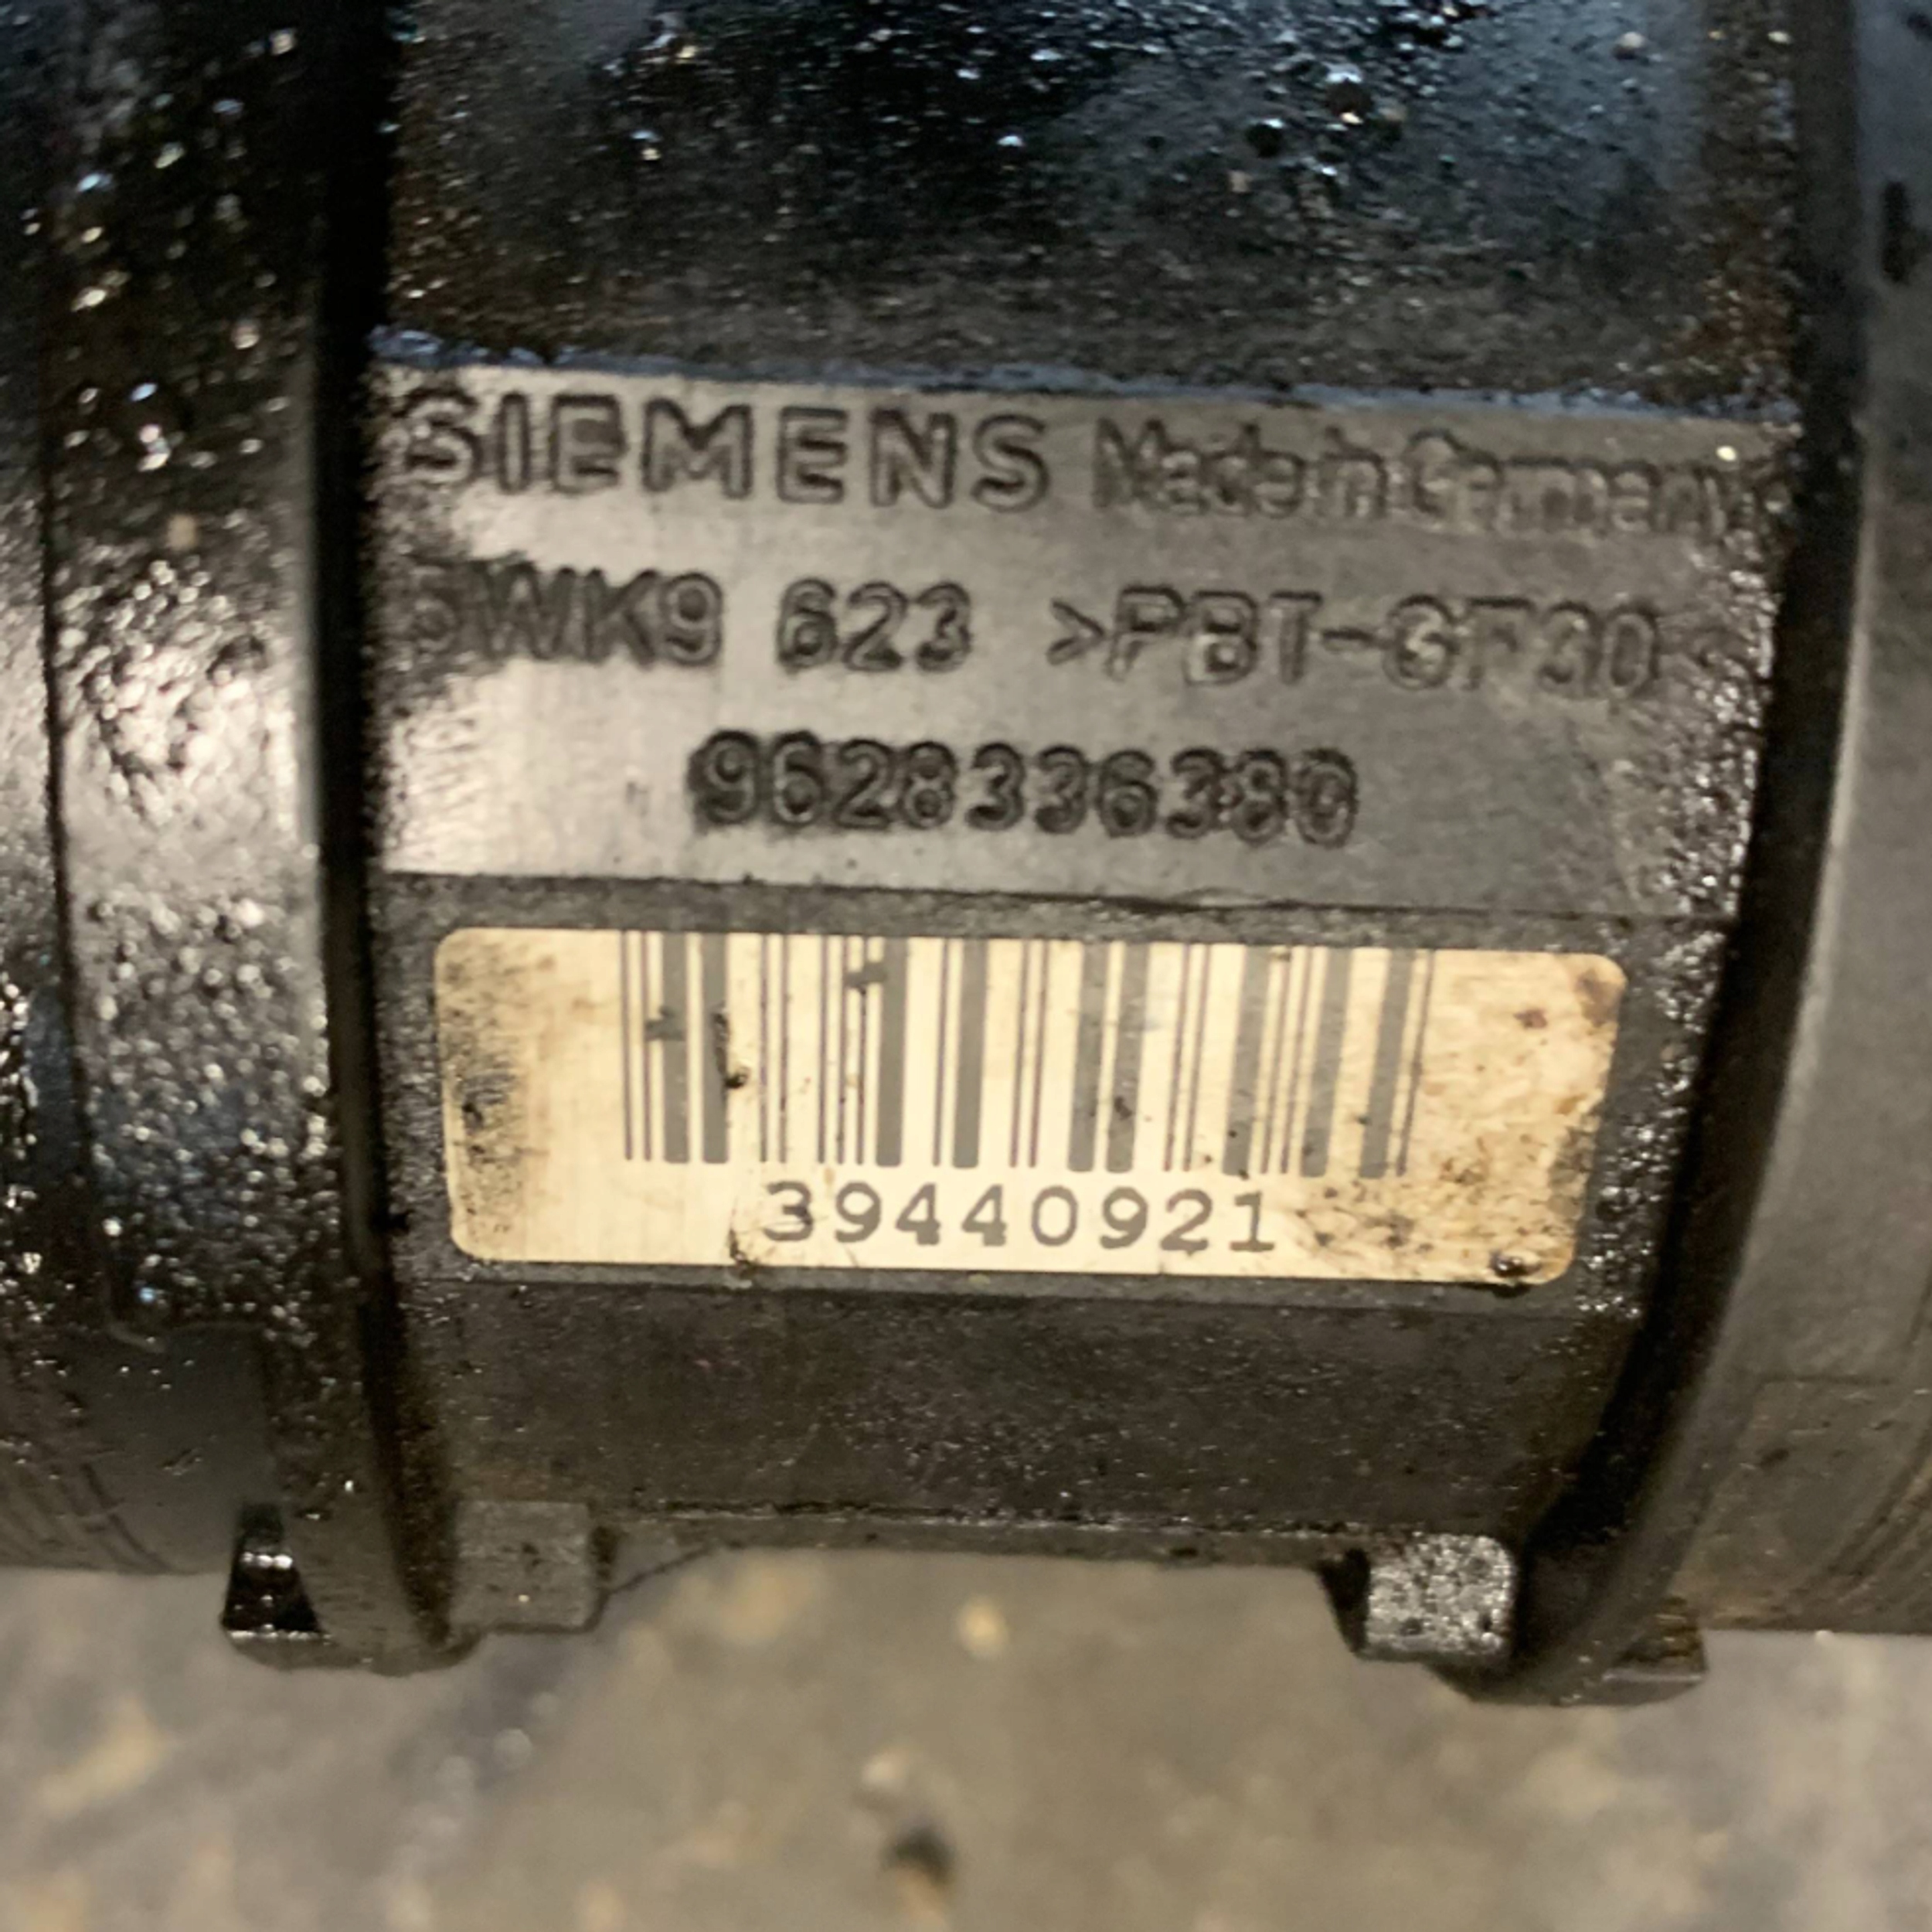 SIEMENS Made in Germany
5WK9 623 >PBT-GF30
9628336380
39440921